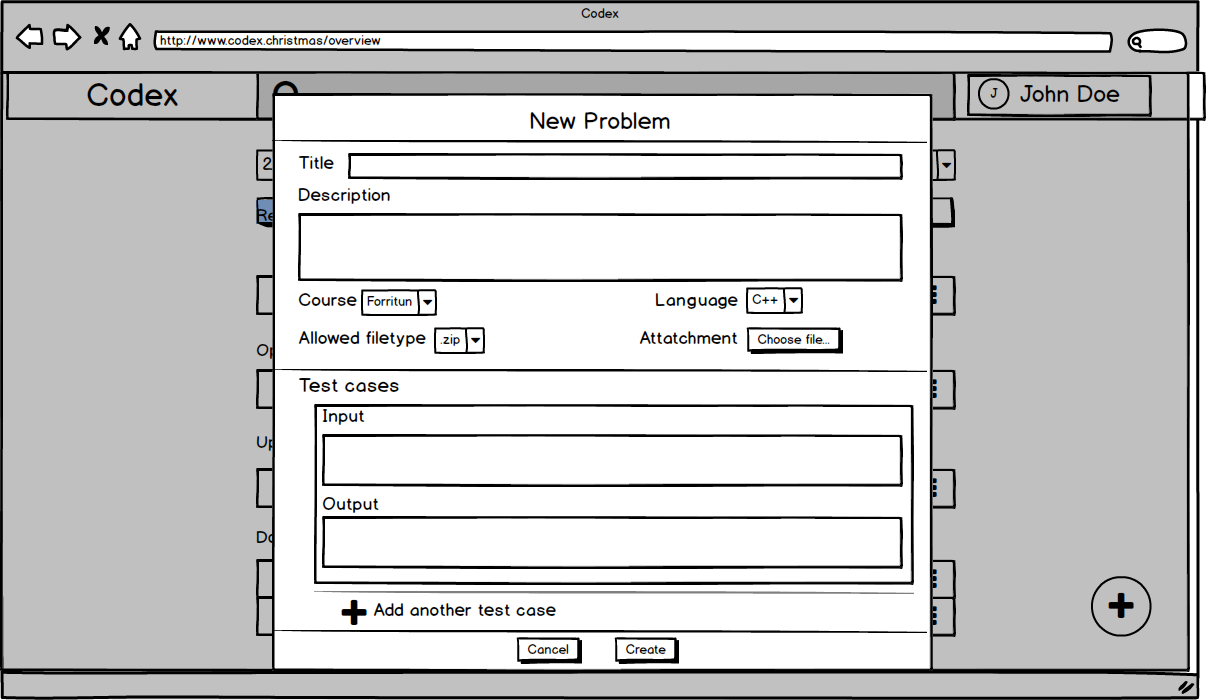 Codex
http://www.codex.christmas/overview
Codex
J John Doe
New Problem
2
Title
Description
Re
Course Forritun Language C++
Allowed filetype .zip Attatchment Choose file...
Op
Test cases
Input
Up
Output
Do
Add another test case
Cancel Create